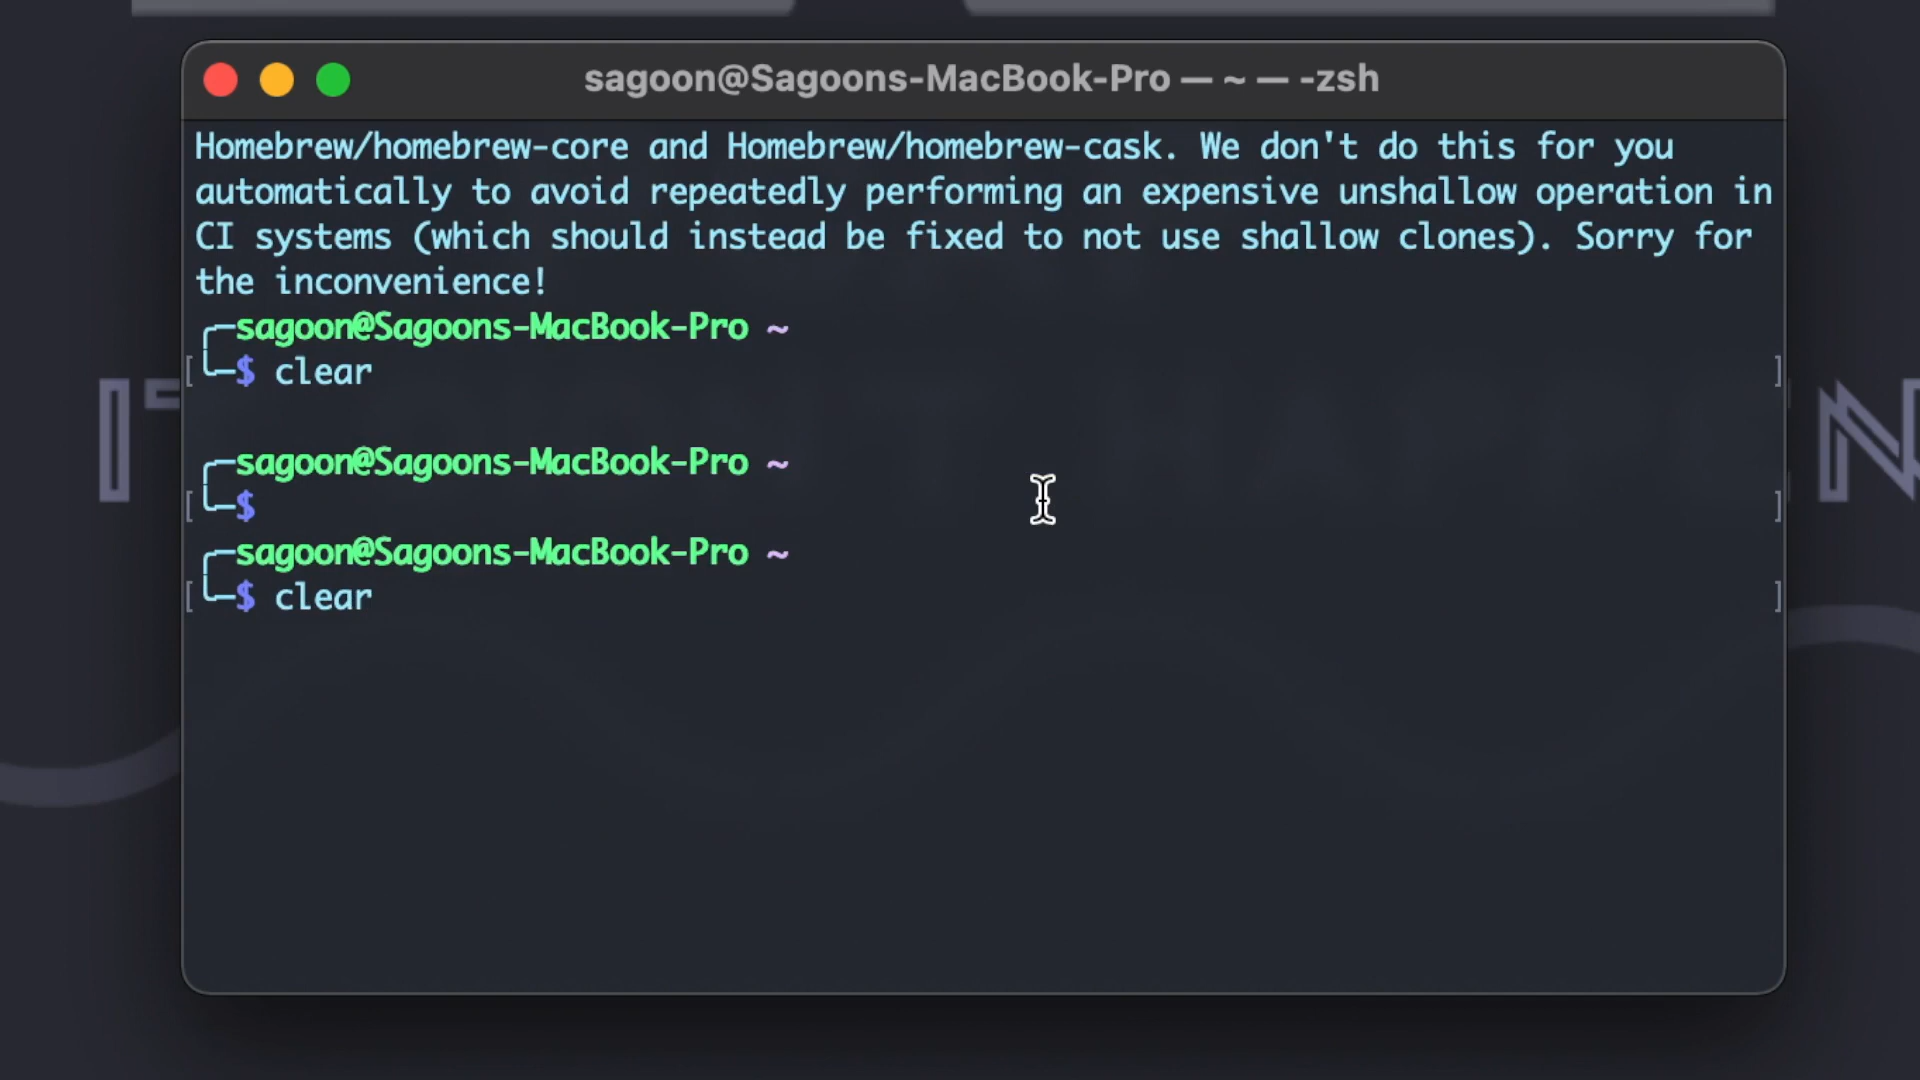 sagoon@Sagoons-MacBook-Pro — ~ — -zsh
Homebrew/homebrew-core and Homebrew/homebrew-cask. We don't do this for you
automatically to avoid repeatedly performing an expensive unshallow operation in
CI systems (which should instead be fixed to not use shallow clones). Sorry for
the inconvenience!
╭─sagoon@Sagoons-MacBook-Pro ~
[╰─$ clear ]
╭─sagoon@Sagoons-MacBook-Pro ~
[╰─$ ]
╭─sagoon@Sagoons-MacBook-Pro ~
[╰─$ clear ]